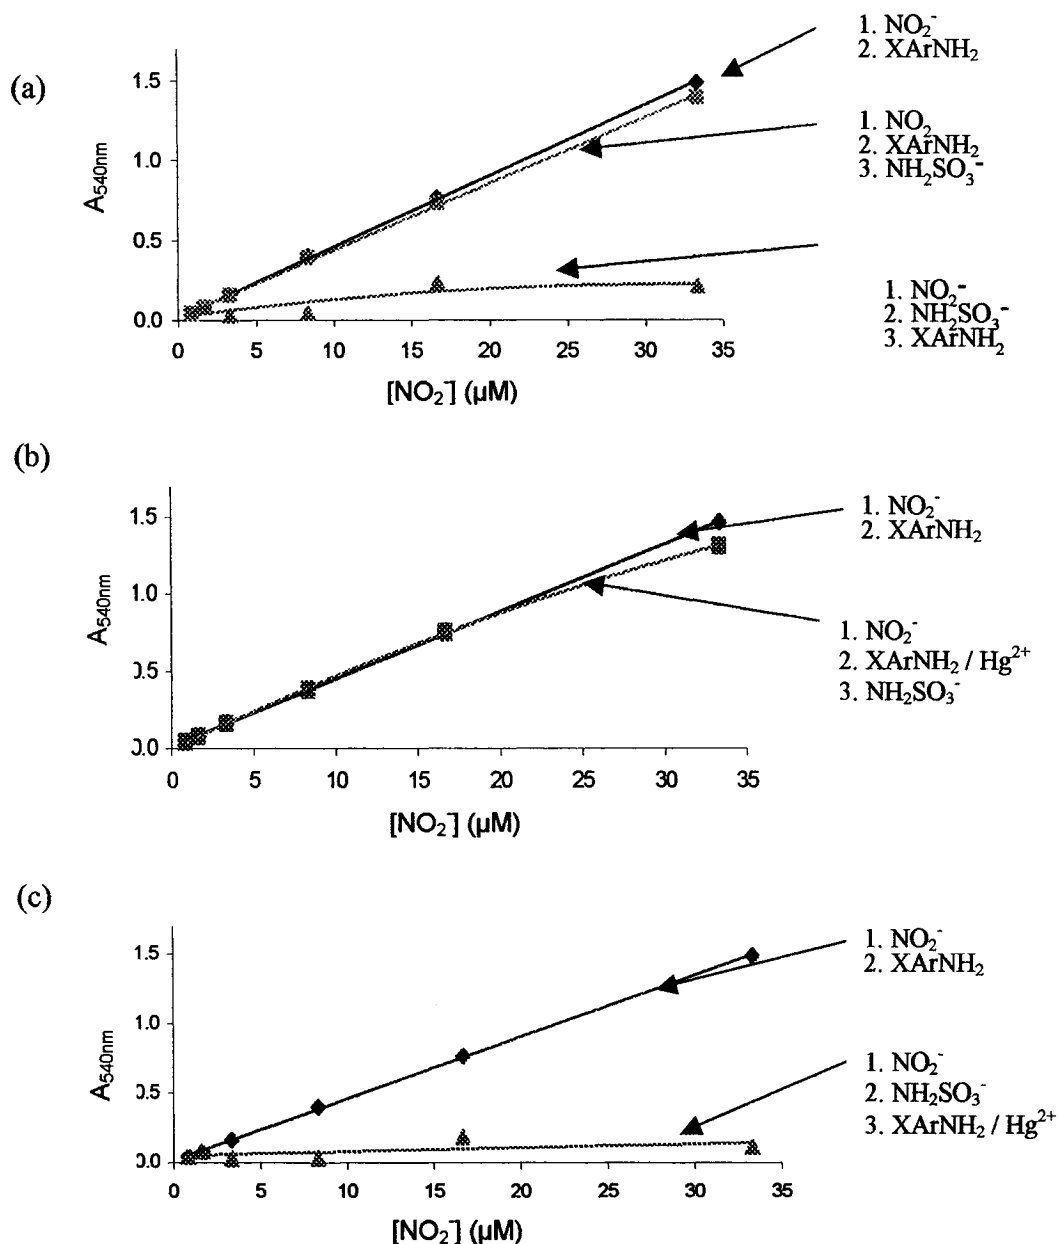 (a)
A540nm
1.5
1.0
0.5
0.0
0 5 10 15 20 25 30 35
[NO2-] (µM)
1. NO2-
2. XArNH2
1. NO2
2. XArNH2
3. NH2SO3-
1. NO2-
2. NH2SO3-
3. XArNH2
(b)
A540nm
1.5
1.0
0.5
0.0
0 5 10 15 20 25 30 35
[NO2-] (µM)
1. NO2-
2. XArNH2
1. NO2-
2. XArNH2 / Hg2+
3. NH2SO3-
(c)
A540nm
1.5
1.0
0.5
0.0
0 5 10 15 20 25 30 35
[NO2-] (µM)
1. NO2-
2. XArNH2
1. NO2-
2. NH2SO3-
3. XArNH2 / Hg2+